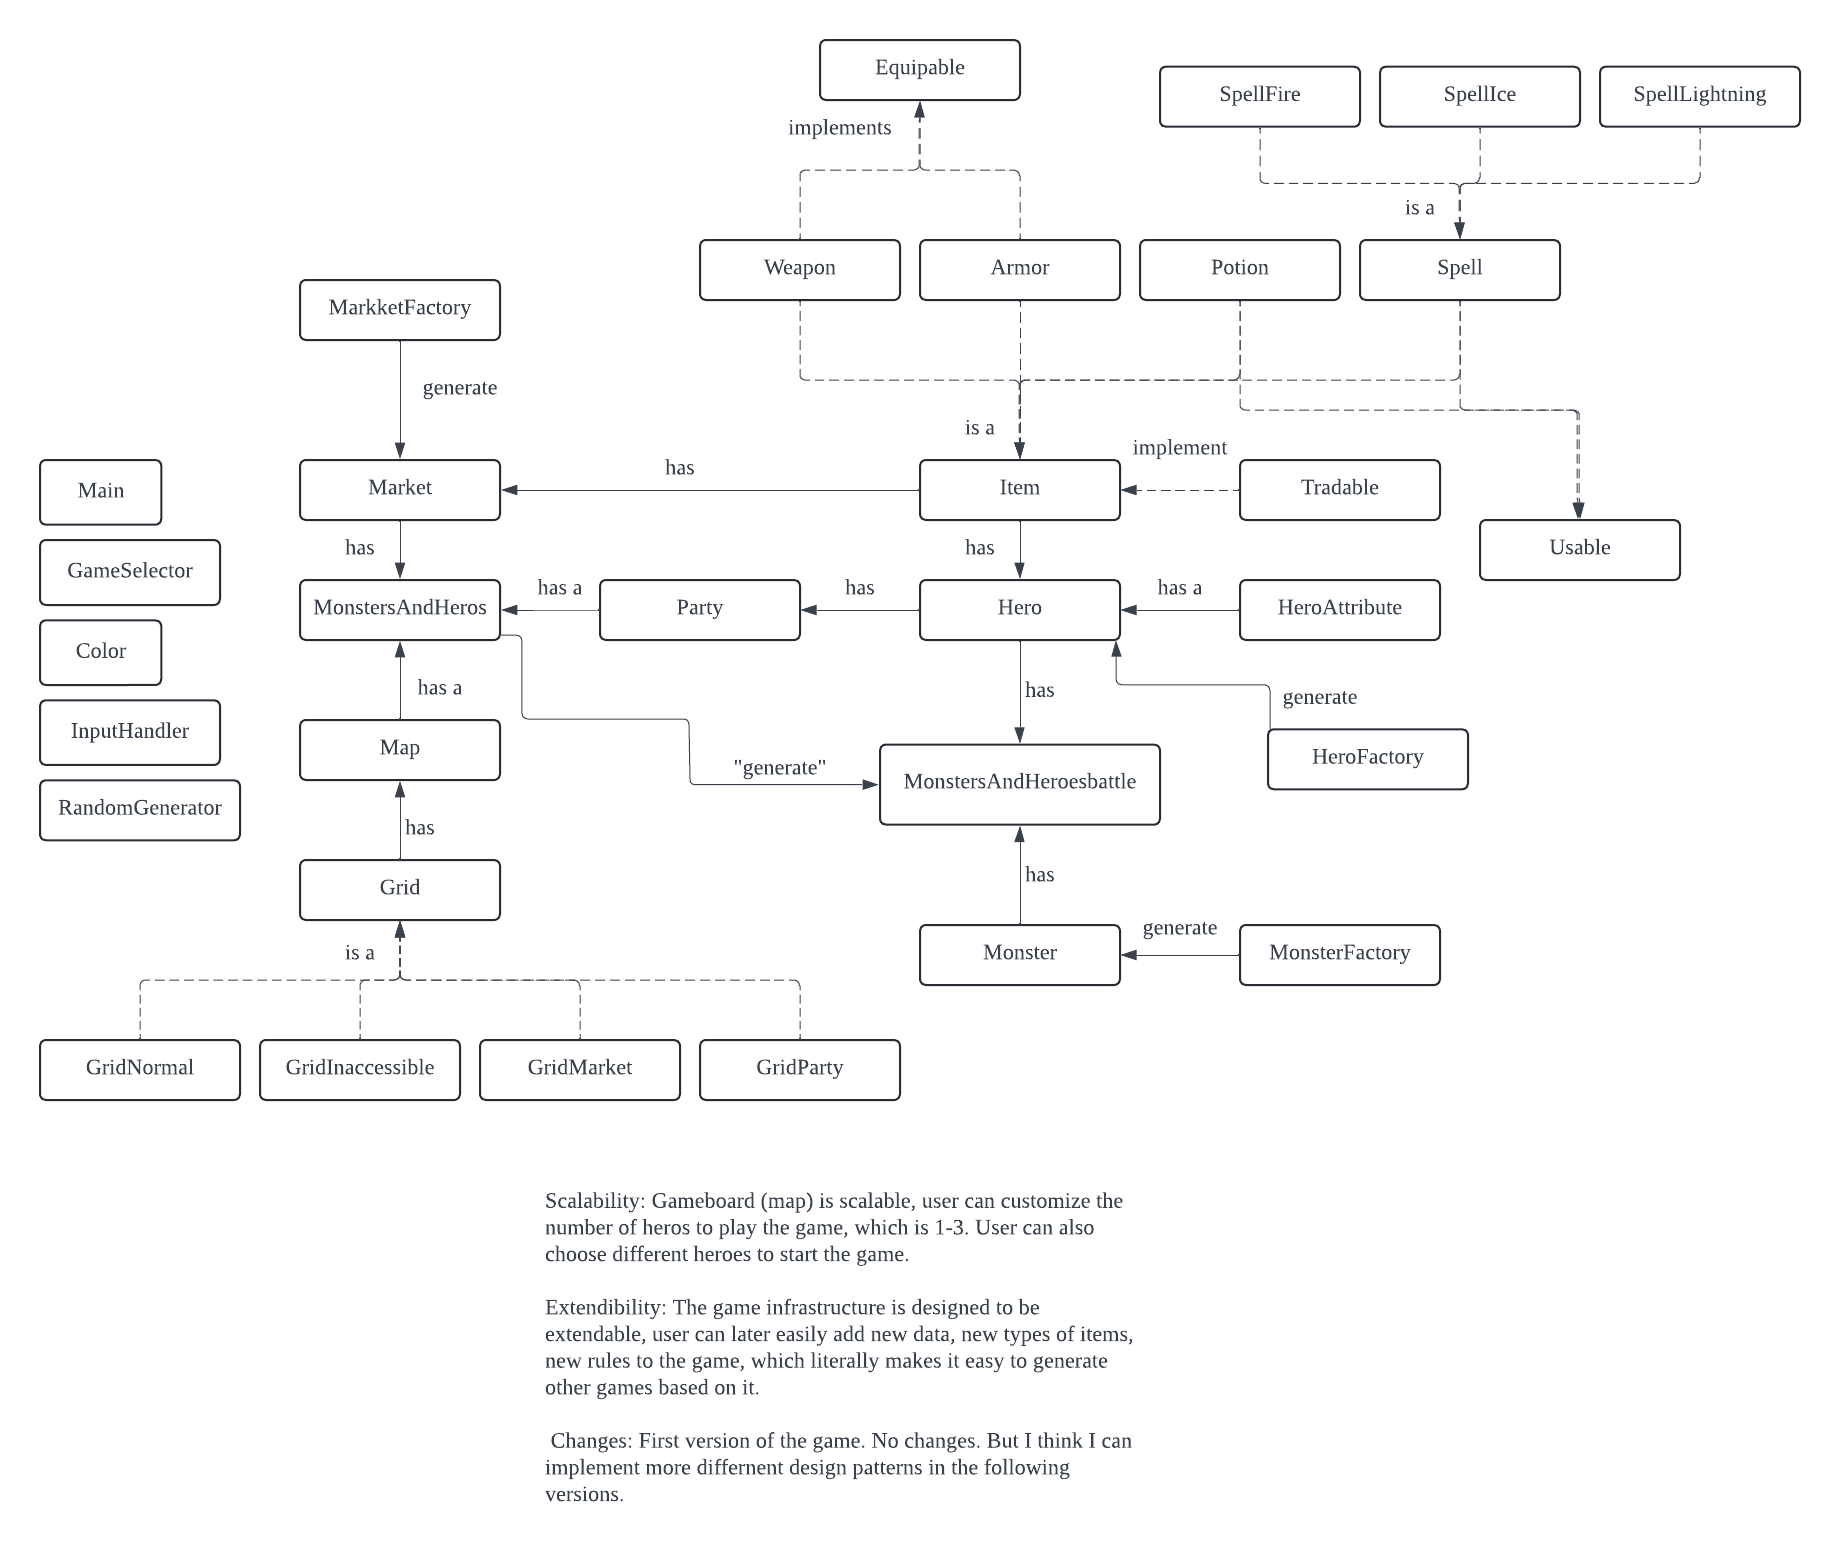 Equipable
SpellFire
SpellIce
SpellLightning
implements
is a
Weapon
Armor
Potion
Spell
MarkketFactory
generate
is a
implement
has
Market
Item
Tradable
Main
has
has
Usable
GameSelector
MonstersAndHeros
has a
Party
has
Hero
has a
HeroAttribute
Color
has a
has
generate
InputHandler
Map
"generate"
MonstersAndHeroesbattle
HeroFactory
RandomGenerator
has
has
Grid
generate
is a
Monster
MonsterFactory
GridNormal
GridInaccessible
GridMarket
GridParty
Scalability: Gameboard (map) is scalable, user can customize the
number of heros to play the game, which is 1-3. User can also
choose different heroes to start the game.
Extendibility: The game infrastructure is designed to be
extendable, user can later easily add new data, new types of items,
new rules to the game, which literally makes it easy to generate
other games based on it.
Changes: First version of the game. No changes. But I think I can
implement more differnent design patterns in the following
versions.